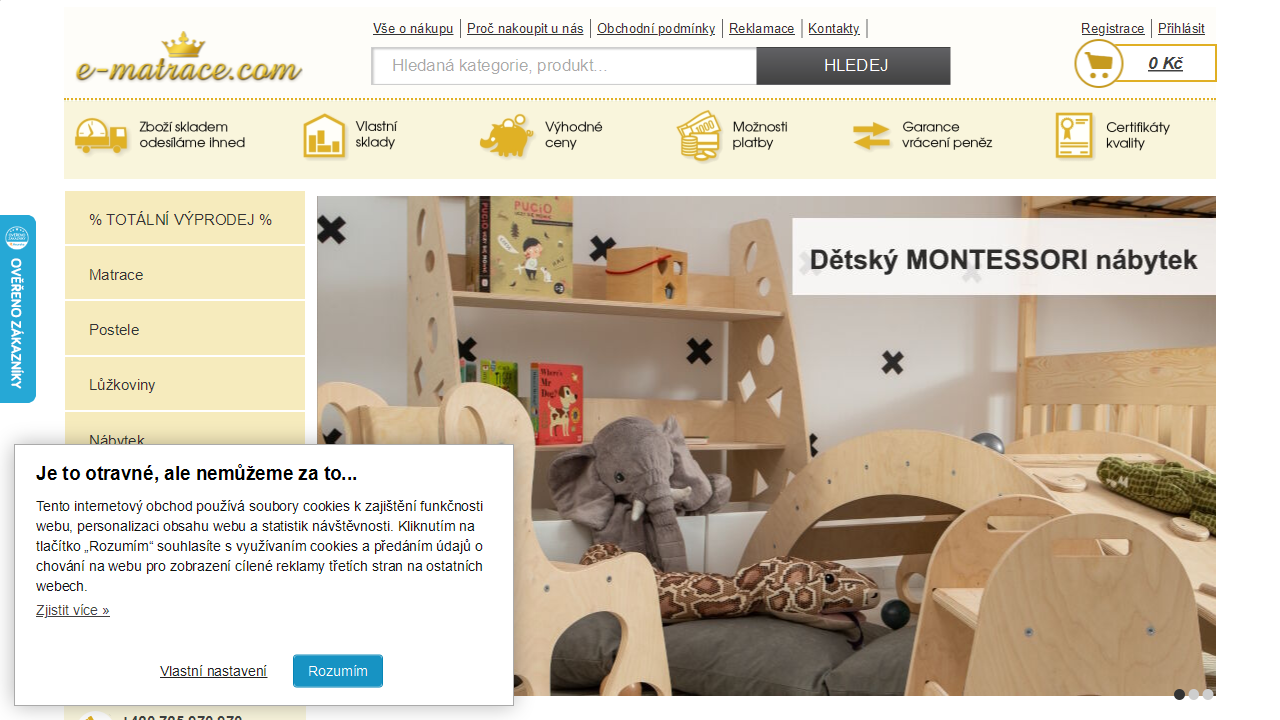 Vše o nákupu
Proč nakoupit u nás
Obchodní podmínky
Reklamace
Kontakty
Registrace
Přihlásit
e-matrace.com
Hledaná kategorie, produkt...
HLEDEJ
0 Kč
Zboží skladem
odesíláme ihned
Vlastní
sklady
Výhodné
ceny
Možnosti
platby
Garance
vrácení peněz
Certifikáty
kvality
% TOTÁLNÍ VÝPRODEJ %
Matrace
Postele
Lůžkoviny
Nábytek
OVĚŘENO ZÁKAZNÍKY
PUCIO
Dětský MONTESSORI nábytek
Where's
Mr
Dog?
Je to otravné, ale nemůžeme za to...
Tento internetový obchod používá soubory cookies k zajištění funkčnosti
webu, personalizaci obsahu webu a statistik návštěvnosti. Kliknutím na
tlačítko „Rozumím“ souhlasíte s využívaním cookies a předáním údajů o
chování na webu pro zobrazení cílené reklamy třetích stran na ostatních
webech.
Zjistit více »
Vlastní nastavení
Rozumím